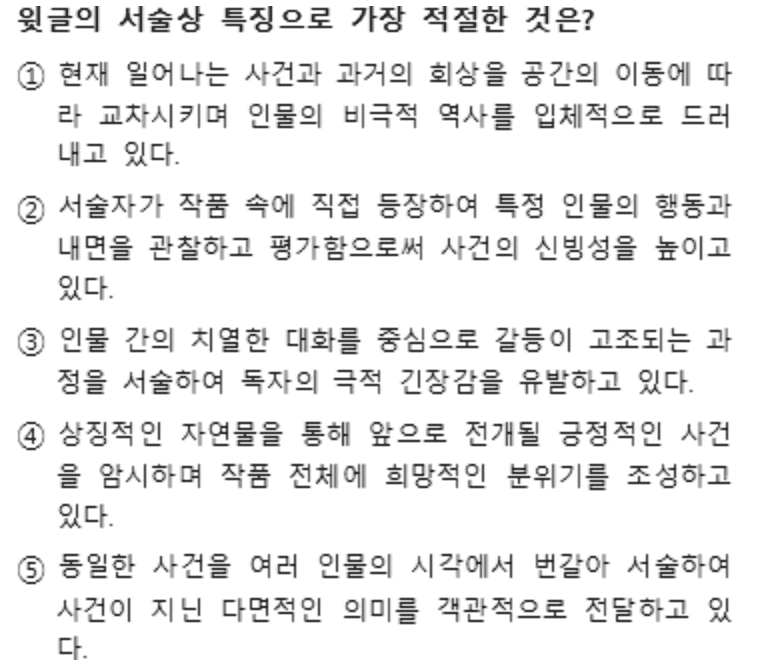 윗글의 서술상 특징으로 가장 적절한 것은?
① 현재 일어나는 사건과 과거의 회상을 공간의 이동에 따
라 교차시키며 인물의 비극적 역사를 입체적으로 드러
내고 있다.
② 서술자가 작품 속에 직접 등장하여 특정 인물의 행동과
내면을 관찰하고 평가함으로써 사건의 신빙성을 높이고
있다.
③ 인물 간의 치열한 대화를 중심으로 갈등이 고조되는 과
정을 서술하여 독자의 극적 긴장감을 유발하고 있다.
④ 상징적인 자연물을 통해 앞으로 전개될 긍정적인 사건
을 암시하며 작품 전체에 희망적인 분위기를 조성하고
있다.
⑤ 동일한 사건을 여러 인물의 시각에서 번갈아 서술하여
사건이 지닌 다면적인 의미를 객관적으로 전달하고 있
다.